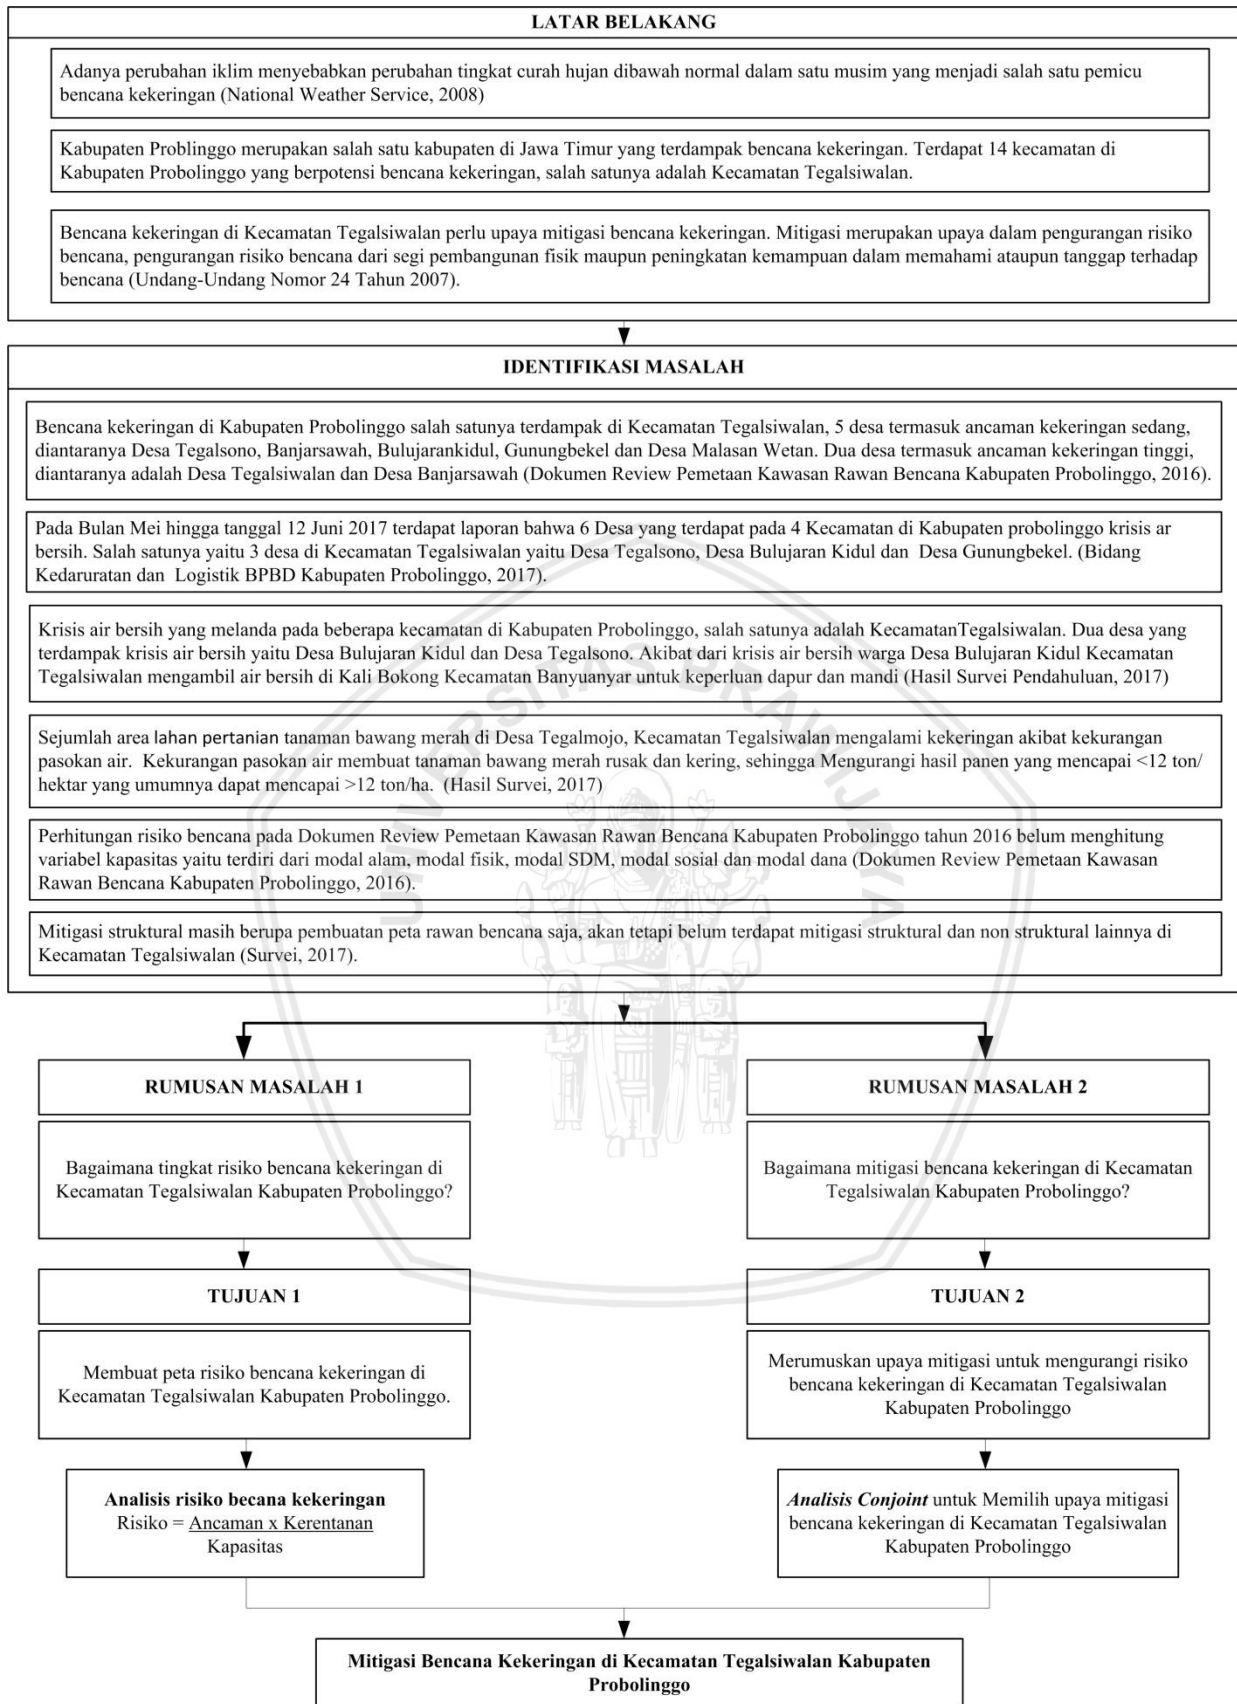 LATAR BELAKANG
Adanya perubahan iklim menyebabkan perubahan tingkat curah hujan dibawah normal dalam satu musim yang menjadi salah satu pemicu
bencana kekeringan (National Weather Service, 2008)
Kabupaten Problinggo merupakan salah satu kabupaten di Jawa Timur yang terdampak bencana kekeringan. Terdapat 14 kecamatan di
Kabupaten Probolinggo yang berpotensi bencana kekeringan, salah satunya adalah Kecamatan Tegalsiwalan.
Bencana kekeringan di Kecamatan Tegalsiwalan perlu upaya mitigasi bencana kekeringan. Mitigasi merupakan upaya dalam pengurangan risiko
bencana, pengurangan risiko bencana dari segi pembangunan fisik maupun peningkatan kemampuan dalam memahami ataupun tanggap terhadap
bencana (Undang-Undang Nomor 24 Tahun 2007).
IDENTIFIKASI MASALAH
Bencana kekeringan di Kabupaten Probolinggo salah satunya terdampak di Kecamatan Tegalsiwalan, 5 desa termasuk ancaman kekeringan sedang,
diantaranya Desa Tegalsono, Banjarsawah, Bulujarankidul, Gunungbekel dan Desa Malasan Wetan. Dua desa termasuk ancaman kekeringan tinggi,
diantaranya adalah Desa Tegalsiwalan dan Desa Banjarsawah (Dokumen Review Pemetaan Kawasan Rawan Bencana Kabupaten Probolinggo, 2016).
Pada Bulan Mei hingga tanggal 12 Juni 2017 terdapat laporan bahwa 6 Desa yang terdapat pada 4 Kecamatan di Kabupaten probolinggo krisis ar
bersih. Salah satunya yaitu 3 desa di Kecamatan Tegalsiwalan yaitu Desa Tegalsono, Desa Bulujaran Kidul dan Desa Gunungbekel. (Bidang
Kedaruratan dan Logistik BPBD Kabupaten Probolinggo, 2017).
Krisis air bersih yang melanda pada beberapa kecamatan di Kabupaten Probolinggo, salah satunya adalah KecamatanTegalsiwalan. Dua desa yang
terdampak krisis air bersih yaitu Desa Bulujaran Kidul dan Desa Tegalsono. Akibat dari krisis air bersih warga Desa Bulujaran Kidul Kecamatan
Tegalsiwalan mengambil air bersih di Kali Bokong Kecamatan Banyuanyar untuk keperluan dapur dan mandi (Hasil Survei Pendahuluan, 2017)
Sejumlah area lahan pertanian tanaman bawang merah di Desa Tegalmojo, Kecamatan Tegalsiwalan mengalami kekeringan akibat kekurangan
pasokan air. Kekurangan pasokan air membuat tanaman bawang merah rusak dan kering, sehingga Mengurangi hasil panen yang mencapai <12 ton/
hektar yang umumnya dapat mencapai >12 ton/ha. (Hasil Survei, 2017)
Perhitungan risiko bencana pada Dokumen Review Pemetaan Kawasan Rawan Bencana Kabupaten Probolinggo tahun 2016 belum menghitung
variabel kapasitas yaitu terdiri dari modal alam, modal fisik, modal SDM, modal sosial dan modal dana (Dokumen Review Pemetaan Kawasan
Rawan Bencana Kabupaten Probolinggo, 2016).
Mitigasi struktural masih berupa pembuatan peta rawan bencana saja, akan tetapi belum terdapat mitigasi struktural dan non struktural lainnya di
Kecamatan Tegalsiwalan (Survei, 2017).
UNIVERSITAS BRAWIJAYA
RUMUSAN MASALAH 1
Bagaimana tingkat risiko bencana kekeringan di
Kecamatan Tegalsiwalan Kabupaten Probolinggo?
TUJUAN 1
Membuat peta risiko bencana kekeringan di
Kecamatan Tegalsiwalan Kabupaten Probolinggo.
Analisis risiko becana kekeringan
Risiko = Ancaman x Kerentanan
Kapasitas
RUMUSAN MASALAH 2
Bagaimana mitigasi bencana kekeringan di Kecamatan
Tegalsiwalan Kabupaten Probolinggo?
TUJUAN 2
Merumuskan upaya mitigasi untuk mengurangi risiko
bencana kekeringan di Kecamatan Tegalsiwalan
Kabupaten Probolinggo
Analisis Conjoint untuk Memilih upaya mitigasi
bencana kekeringan di Kecamatan Tegalsiwalan
Kabupaten Probolinggo
Mitigasi Bencana Kekeringan di Kecamatan Tegalsiwalan Kabupaten
Probolinggo